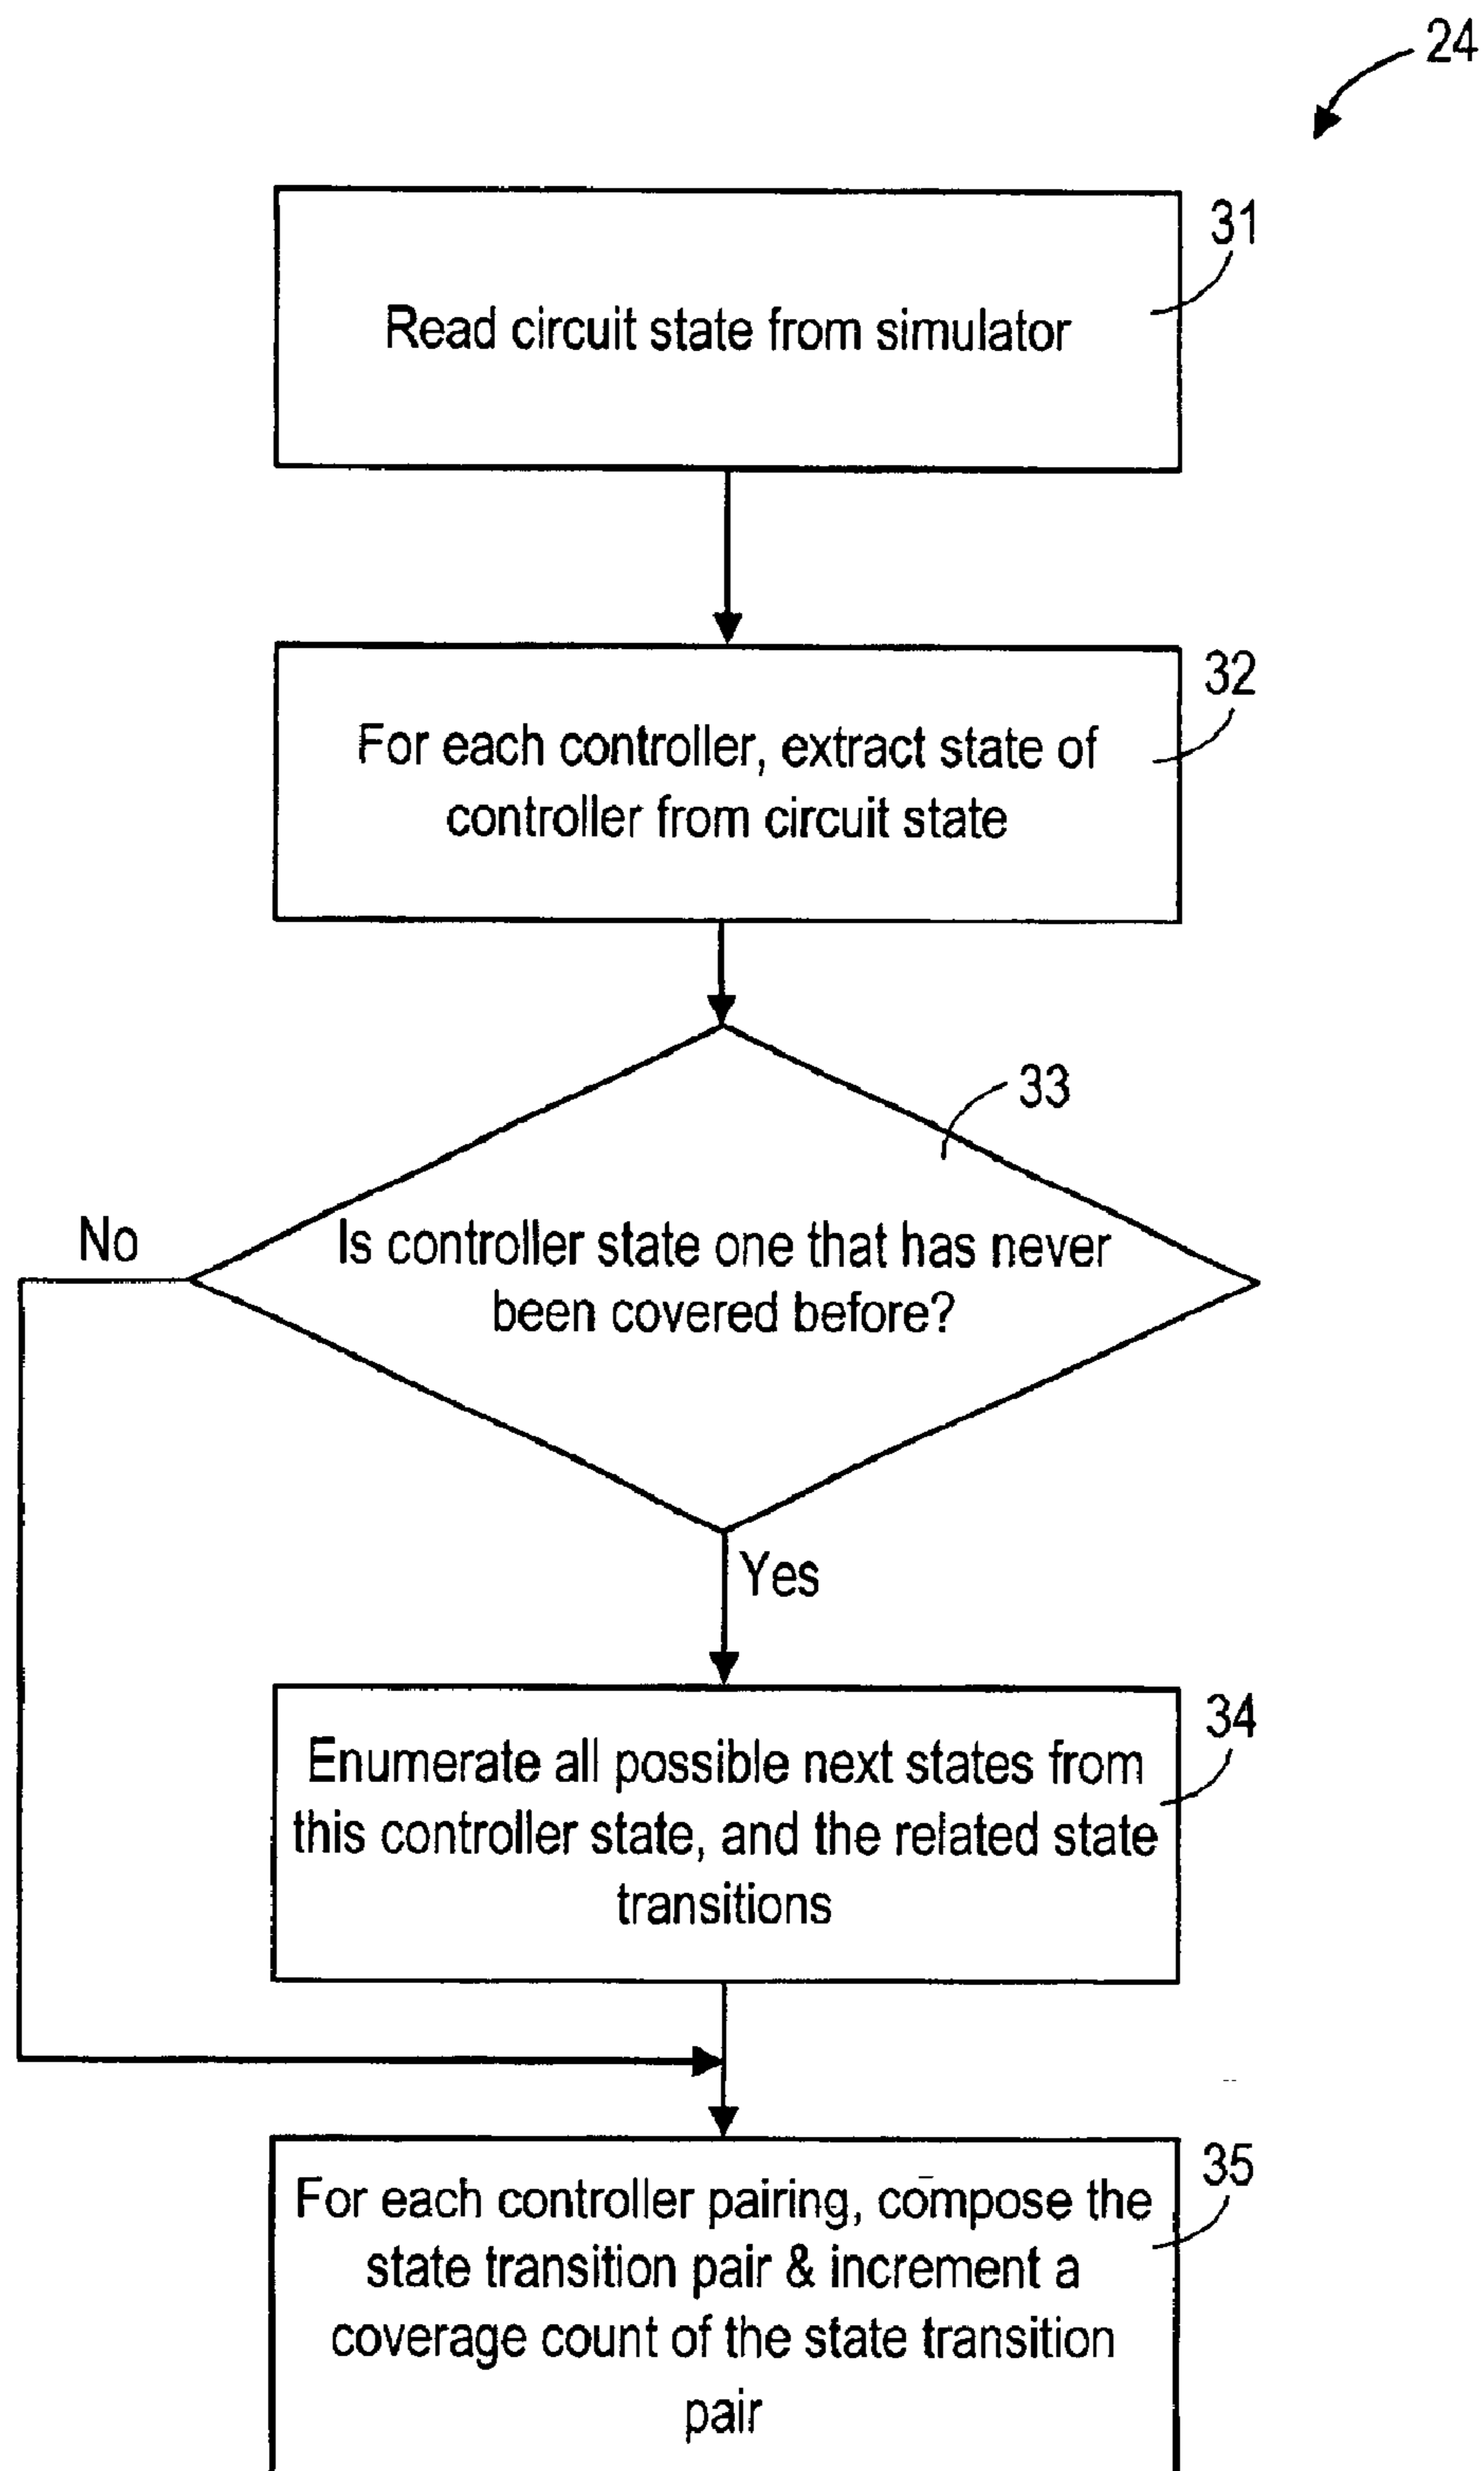 24
31
Read circuit state from simulator
32
For each controller, extract state of
controller from circuit state
33
No
Is controller state one that has never
been covered before?
Yes
34
Enumerate all possible next states from
this controller state, and the related state
transitions
35
For each controller pairing, compose the
state transition pair & increment a
coverage count of the state transition
pair